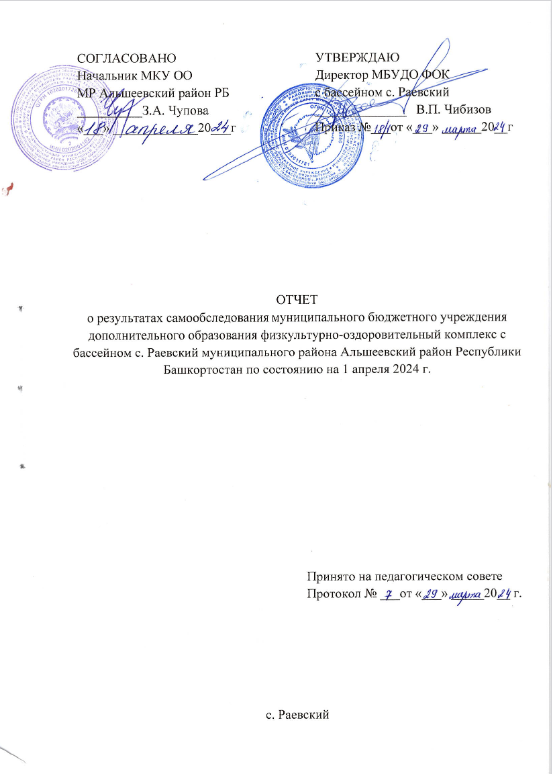 СОГЛАСОВАНО
Начальник МКУ ОО
МР Альшеевский район РБ
З.А. Чупова
«18» апреля 2024 г
УТВЕРЖДАЮ
Директор МБУДО ФОК
с бассейном с. Раевский
В.П. Чибизов
Приказ № от «29» марта 2024 г
ОТЧЕТ
о результатах самообследования муниципального бюджетного учреждения
дополнительного образования физкультурно-оздоровительный комплекс с
бассейном с. Раевский муниципального района Альшеевский район Республики
Башкортостан по состоянию на 1 апреля 2024 г.
Принято на педагогическом совете
Протокол № 7 от «29» марта 2024 г.
с. Раевский